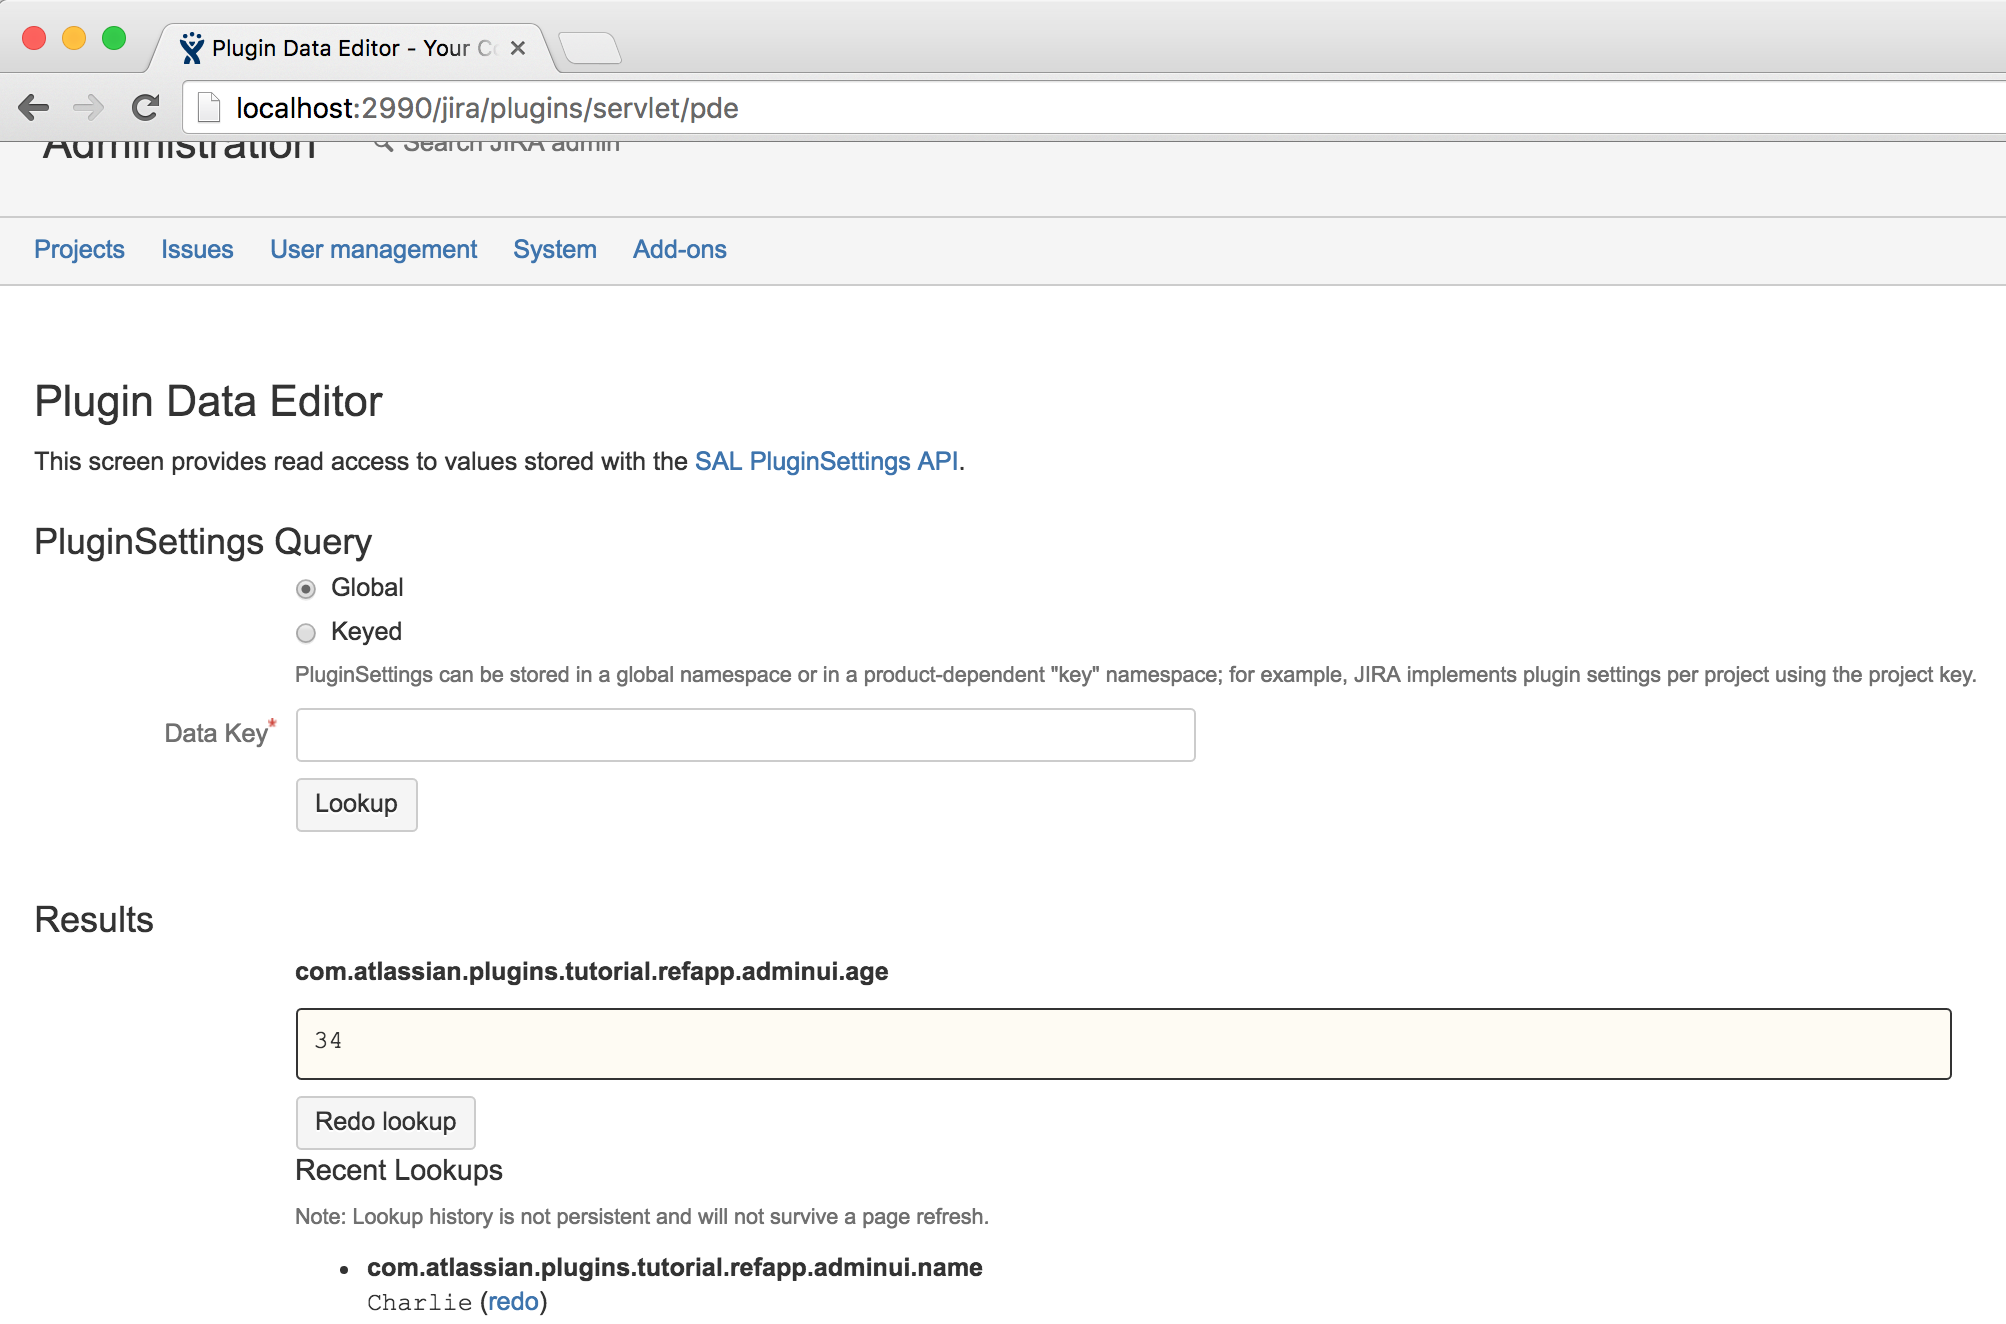 Plugin Data Editor - Your Co
localhost:2990/jira/plugins/servlet/pde
Administration
Search JIRA admin
Projects Issues User management System Add-ons
Plugin Data Editor
This screen provides read access to values stored with the SAL PluginSettings API.
PluginSettings Query
Global
Keyed
PluginSettings can be stored in a global namespace or in a product-dependent "key" namespace; for example, JIRA implements plugin settings per project using the project key.
Data Key*
Lookup
Results
com.atlassian.plugins.tutorial.refapp.adminui.age
34
Redo lookup
Recent Lookups
Note: Lookup history is not persistent and will not survive a page refresh.
• com.atlassian.plugins.tutorial.refapp.adminui.name
Charlie (redo)